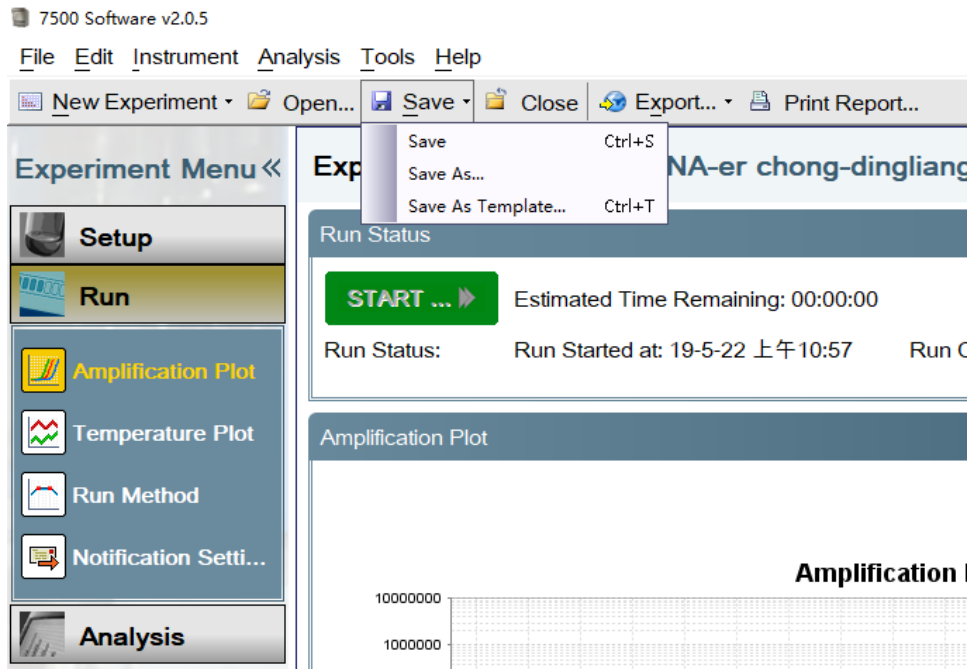 7500 Software v2.0.5
File Edit Instrument Analysis Tools Help
New Experiment Open... Save Close Export... Print Report...
Save Ctrl+S
Save As...
Save As Template... Ctrl+T
Experiment Menu «
Exp NA-er chong-dingliang
Setup
Run
Amplification Plot
Temperature Plot
Run Method
Notification Setti...
Analysis
Run Status
START ...
Estimated Time Remaining: 00:00:00
Run Status: Run Started at: 19-5-22 上午10:57 Run
Amplification Plot
Amplification
10000000
1000000